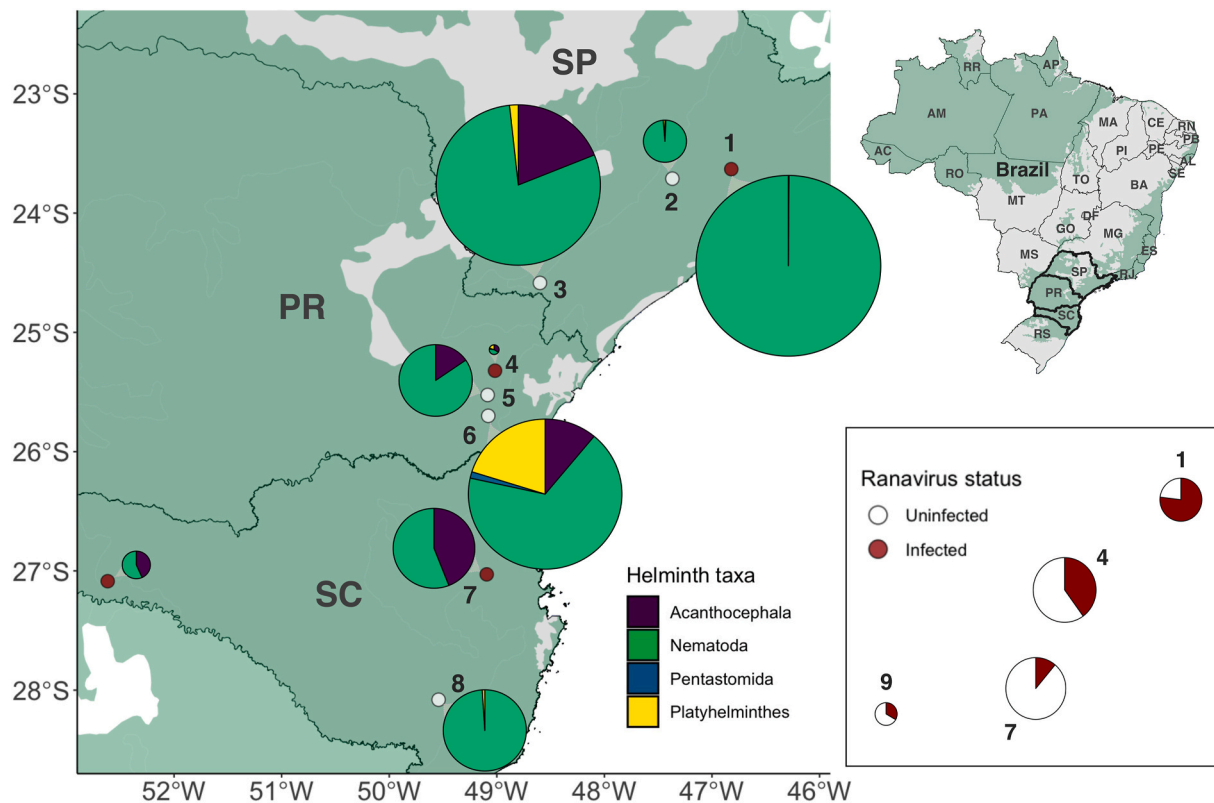 23°S
24°S
25°S
26°S
27°S
28°S
52°W
51°W
50°W
49°W
48°W
47°W
46°W
SP
PR
SC
1
2
3
4
5
6
7
8
Helminth taxa
Acanthocephala
Nematoda
Pentastomida
Platyhelminthes
RR
AP
AM
PA
MA
CE
RN
PB
PI
PE
AC
AL
SE
RO
Brazil
TO
BA
MT
DF
GO
MG
MS
ES
SP
RJ
PR
SC
RS
Ranavirus status
Uninfected
Infected
1
4
9
7